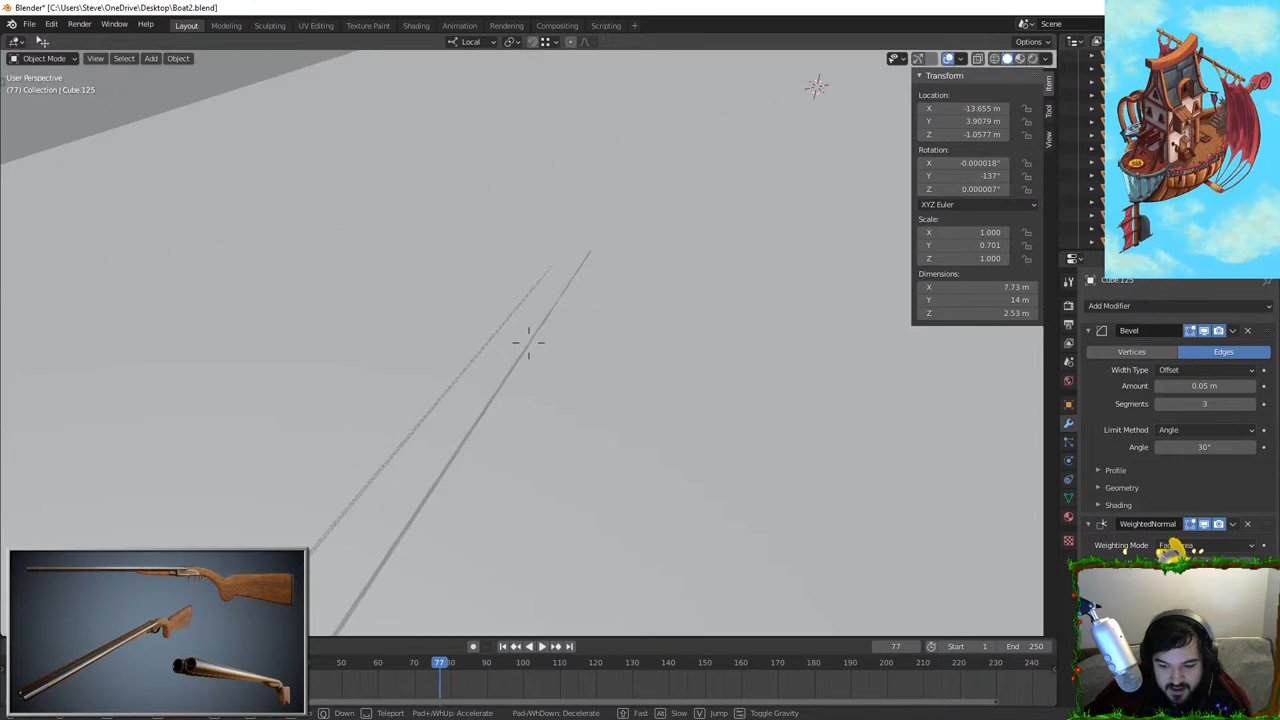 Blender* [C:\Users\Steve\OneDrive\Desktop\Boat2.blend]
File Edit Render Window Help Layout Modeling Sculpting UV Editing Texture Paint Shading Animation Rendering Compositing Scripting + Scene
Local Options
Object Mode View Select Add Object
User Perspective
(77) Collection | Cube.125
Transform
Location:
X -13.655 m
Y 3.9079 m
Z -1.0577 m
Rotation:
X -0.000018°
Y -137°
Z 0.000007°
XYZ Euler
Scale:
X 1.000
Y 0.701
Z 1.000
Dimensions:
X 7.73 m
Y 14 m
Z 2.53 m
Item
Tool
View
Cube.125
Add Modifier
Bevel
Vertices Edges
Width Type Offset
Amount 0.05 m
Segments 3
Limit Method Angle
Angle 30°
Profile
Geometry
Shading
WeightedNormal
Weighting Mode
77 Start 1 End 250
50 60 70 77 80 90 100 110 120 130 140 150 160 170 180 190 200 210 220 230 240 250
Q Down Teleport Pad+/WhUp: Accelerate Pad-/WhDown: Decelerate Fast Alt Slow V Jump Toggle Gravity